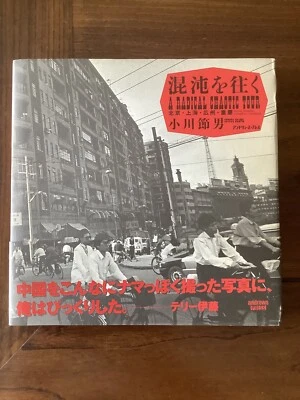 混沌を往く
A RADICAL CHAOTIC TOUR
北京・上海・広州・重慶
小川節男
中国をこんなにナマっぽく撮った写真に、
俺はびっくりした。
テリー伊藤